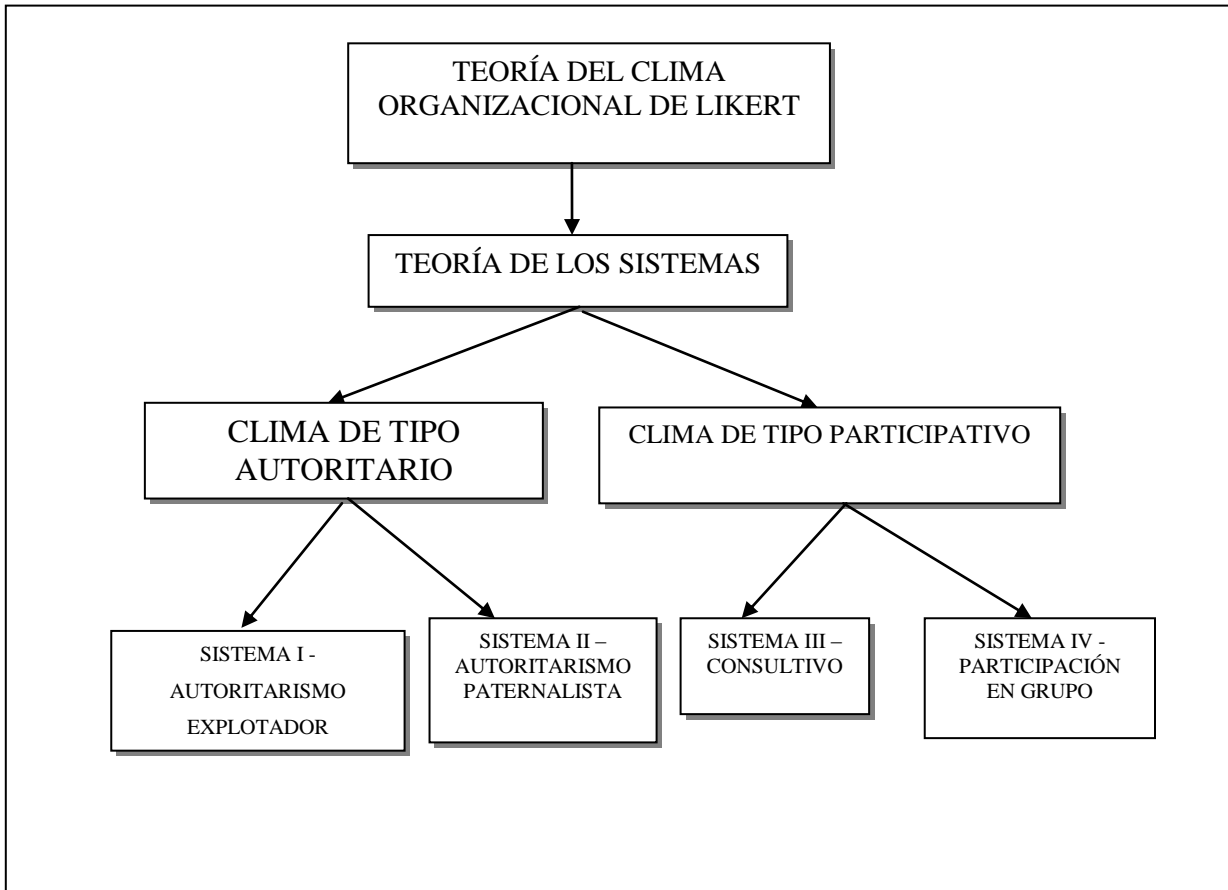 TEORÍA DEL CLIMA
ORGANIZACIONAL DE LIKERT
TEORÍA DE LOS SISTEMAS
CLIMA DE TIPO
AUTORITARIO
CLIMA DE TIPO PARTICIPATIVO
SISTEMA I -
AUTORITARISMO
EXPLOTADOR
SISTEMA II –
AUTORITARISMO
PATERNALISTA
SISTEMA III –
CONSULTIVO
SISTEMA IV -
PARTICIPACIÓN
EN GRUPO